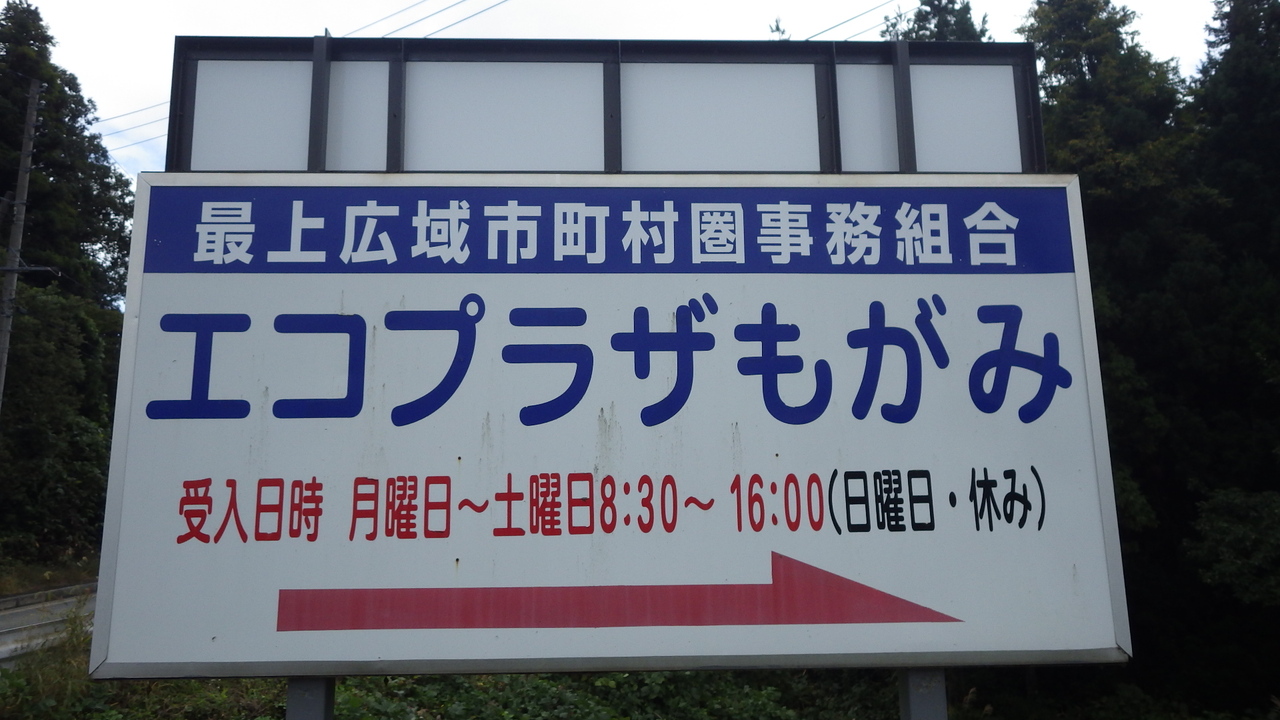 最上広域市町村圏事務組合
エコプラザもがみ
受入日時 月曜日～土曜日8:30～ 16:00(日曜日・休み)